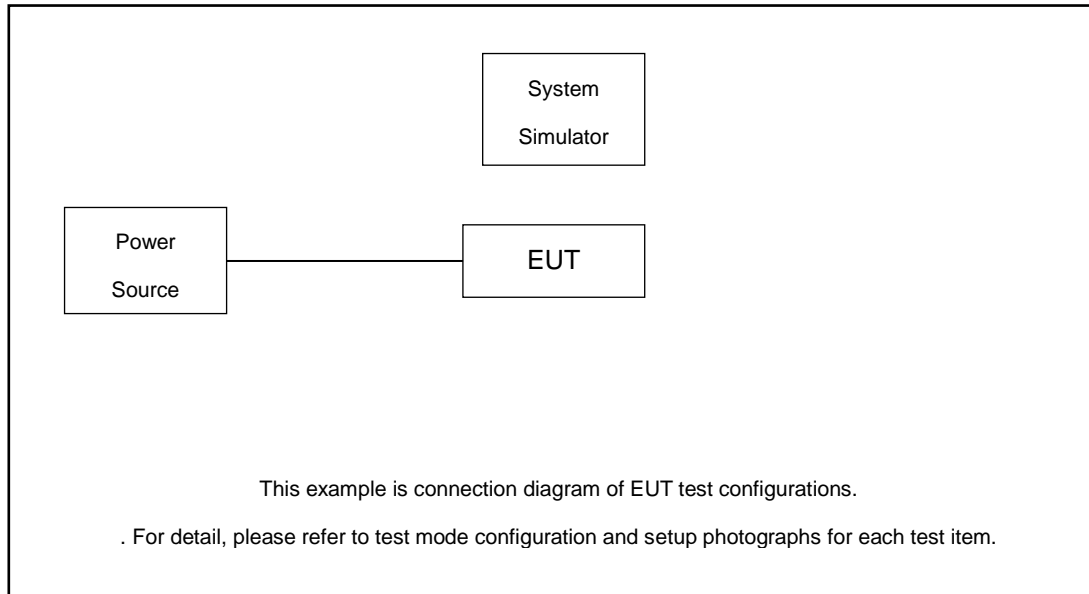 System
Simulator
Power
Source
EUT
This example is connection diagram of EUT test configurations.
. For detail, please refer to test mode configuration and setup photographs for each test item.